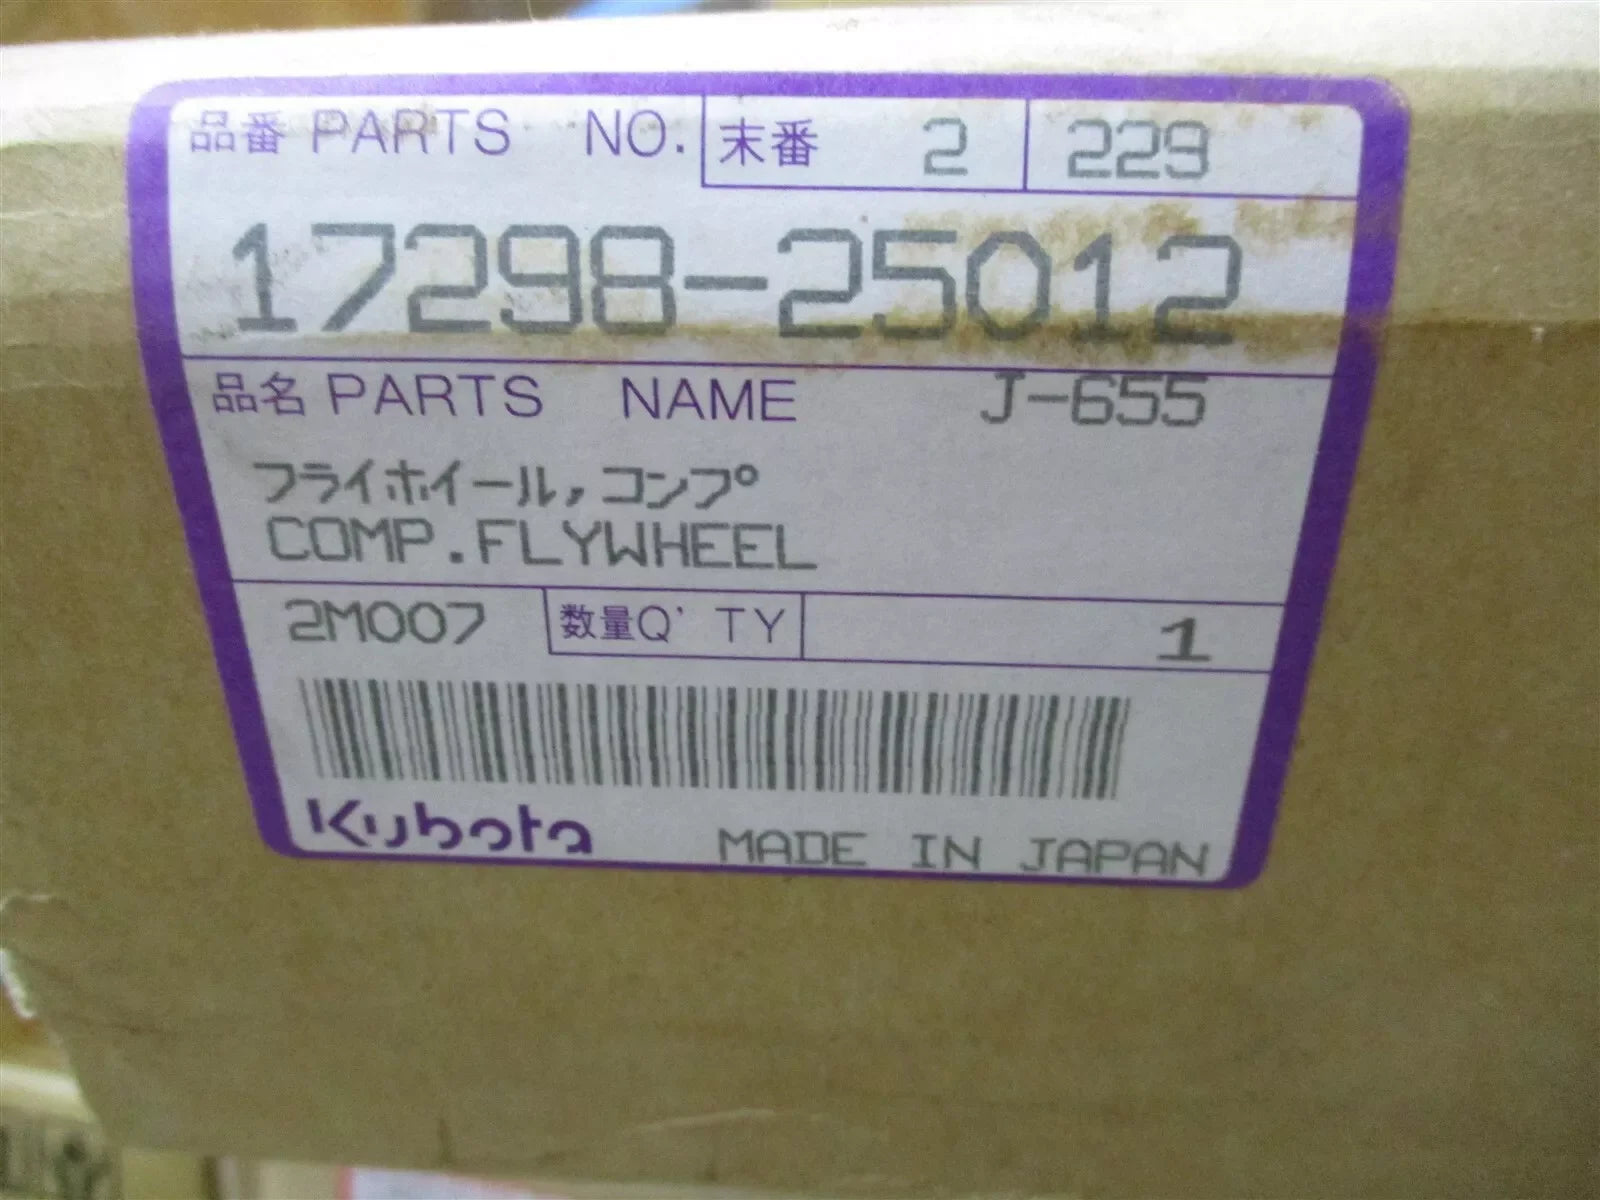 品番 PARTS NO. 末番 2 229
17298-25012
品名 PARTS NAME J-655
フライホイール,コンプ
COMP.FLYWHEEL
2M007 数量Q'TY 1
Kubota MADE IN JAPAN